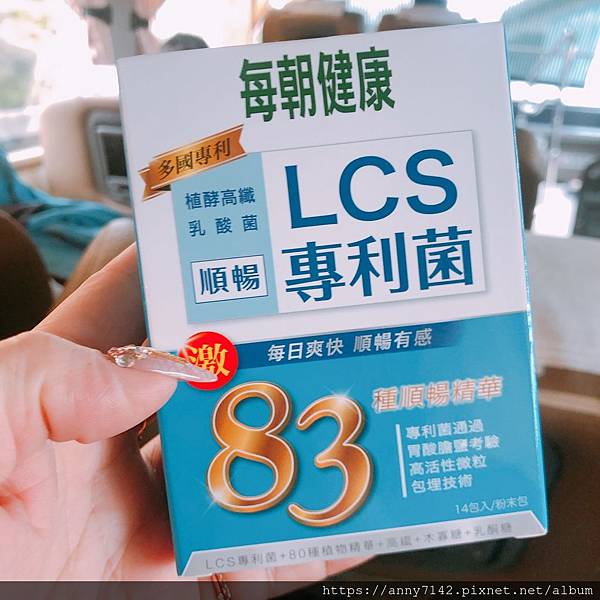 每朝健康
多國專利
植酵高纖
乳酸菌
順暢
LCS
專利菌
激
每日爽快 順暢有感
83
種順暢精華
專利菌通過
胃酸膽鹽考驗
高活性微粒
包埋技術
14包入/粉末包
LCS專利菌+80種植物精華+高纖+木寡糖+乳酮糖
https://anny7142.pixnet.net/album